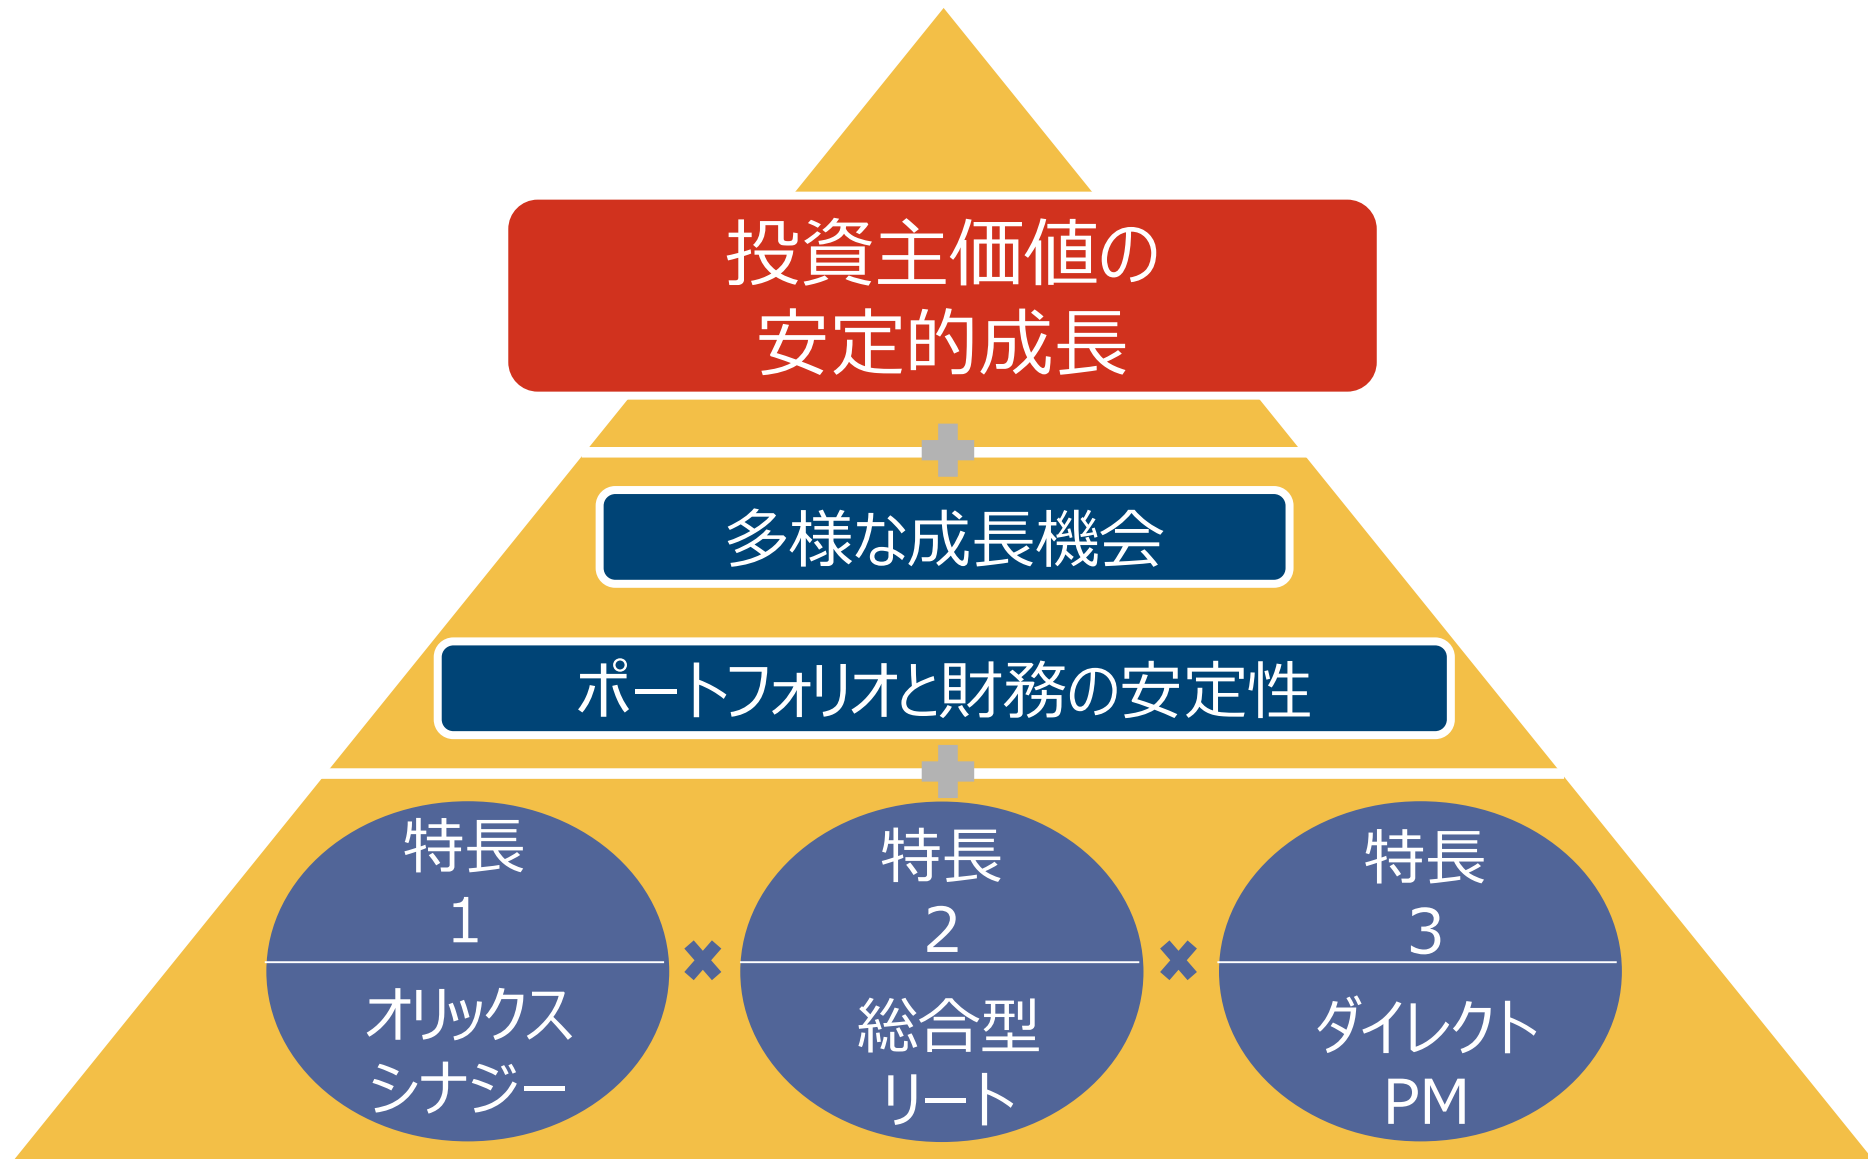 投資主価値の
安定的成長
多様な成長機会
ポートフォリオと財務の安定性
特長
1
オリックス
シナジー
特長
2
総合型
リート
特長
3
ダイレクト
PM